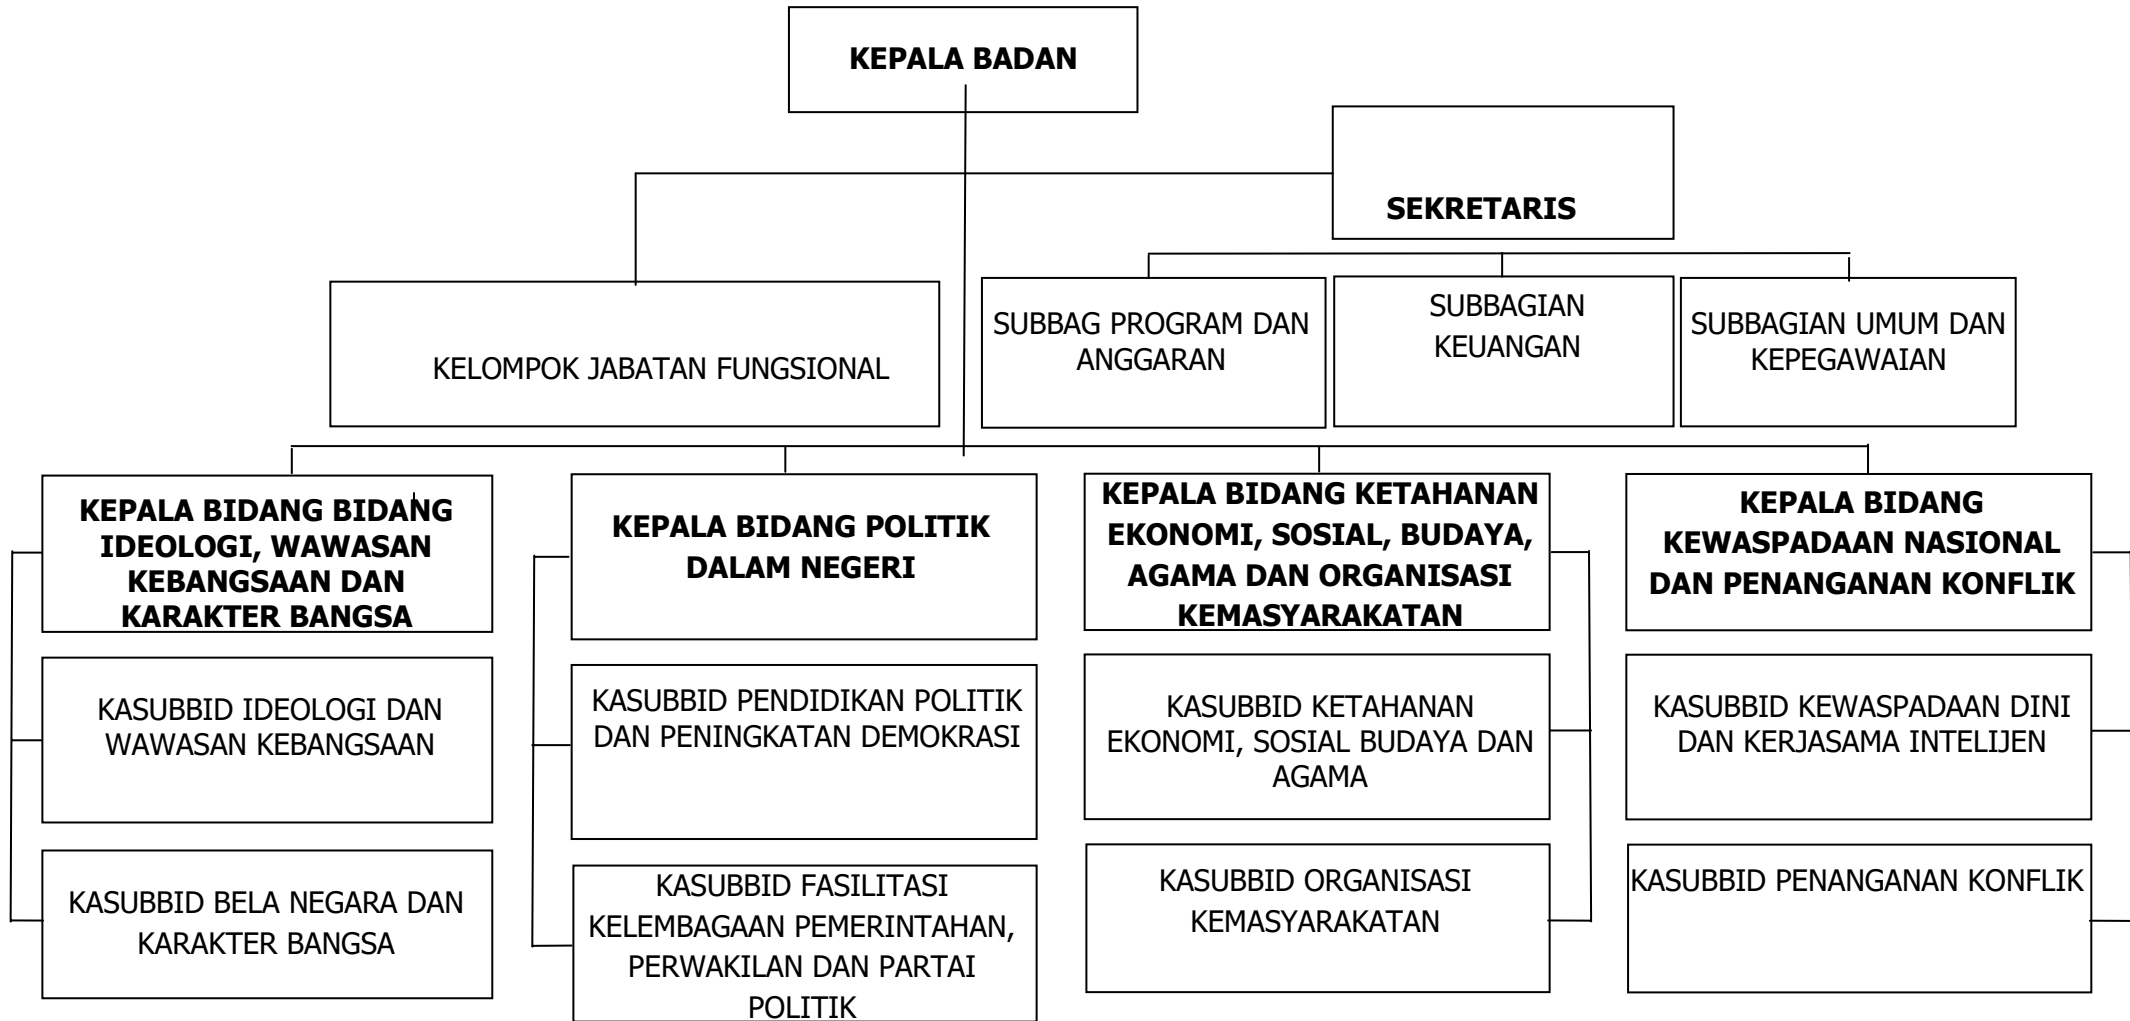 KEPALA BADAN
SEKRETARIS
KELOMPOK JABATAN FUNGSIONAL
SUBBAG PROGRAM DAN
ANGGARAN
SUBBAGIAN
KEUANGAN
SUBBAGIAN UMUM DAN
KEPEGAWAIAN
KEPALA BIDANG BIDANG
IDEOLOGI, WAWASAN
KEBANGSAAN DAN
KARAKTER BANGSA
KEPALA BIDANG POLITIK
DALAM NEGERI
KEPALA BIDANG KETAHANAN
EKONOMI, SOSIAL, BUDAYA,
AGAMA DAN ORGANISASI
KEMASYARAKATAN
KEPALA BIDANG
KEWASPADAAN NASIONAL
DAN PENANGANAN KONFLIK
KASUBBID IDEOLOGI DAN
WAWASAN KEBANGSAAN
KASUBBID PENDIDIKAN POLITIK
DAN PENINGKATAN DEMOKRASI
KASUBBID KETAHANAN
EKONOMI, SOSIAL BUDAYA DAN
AGAMA
KASUBBID KEWASPADAAN DINI
DAN KERJASAMA INTELIJEN
KASUBBID BELA NEGARA DAN
KARAKTER BANGSA
KASUBBID FASILITASI
KELEMBAGAAN PEMERINTAHAN,
PERWAKILAN DAN PARTAI
POLITIK
KASUBBID ORGANISASI
KEMASYARAKATAN
KASUBBID PENANGANAN KONFLIK